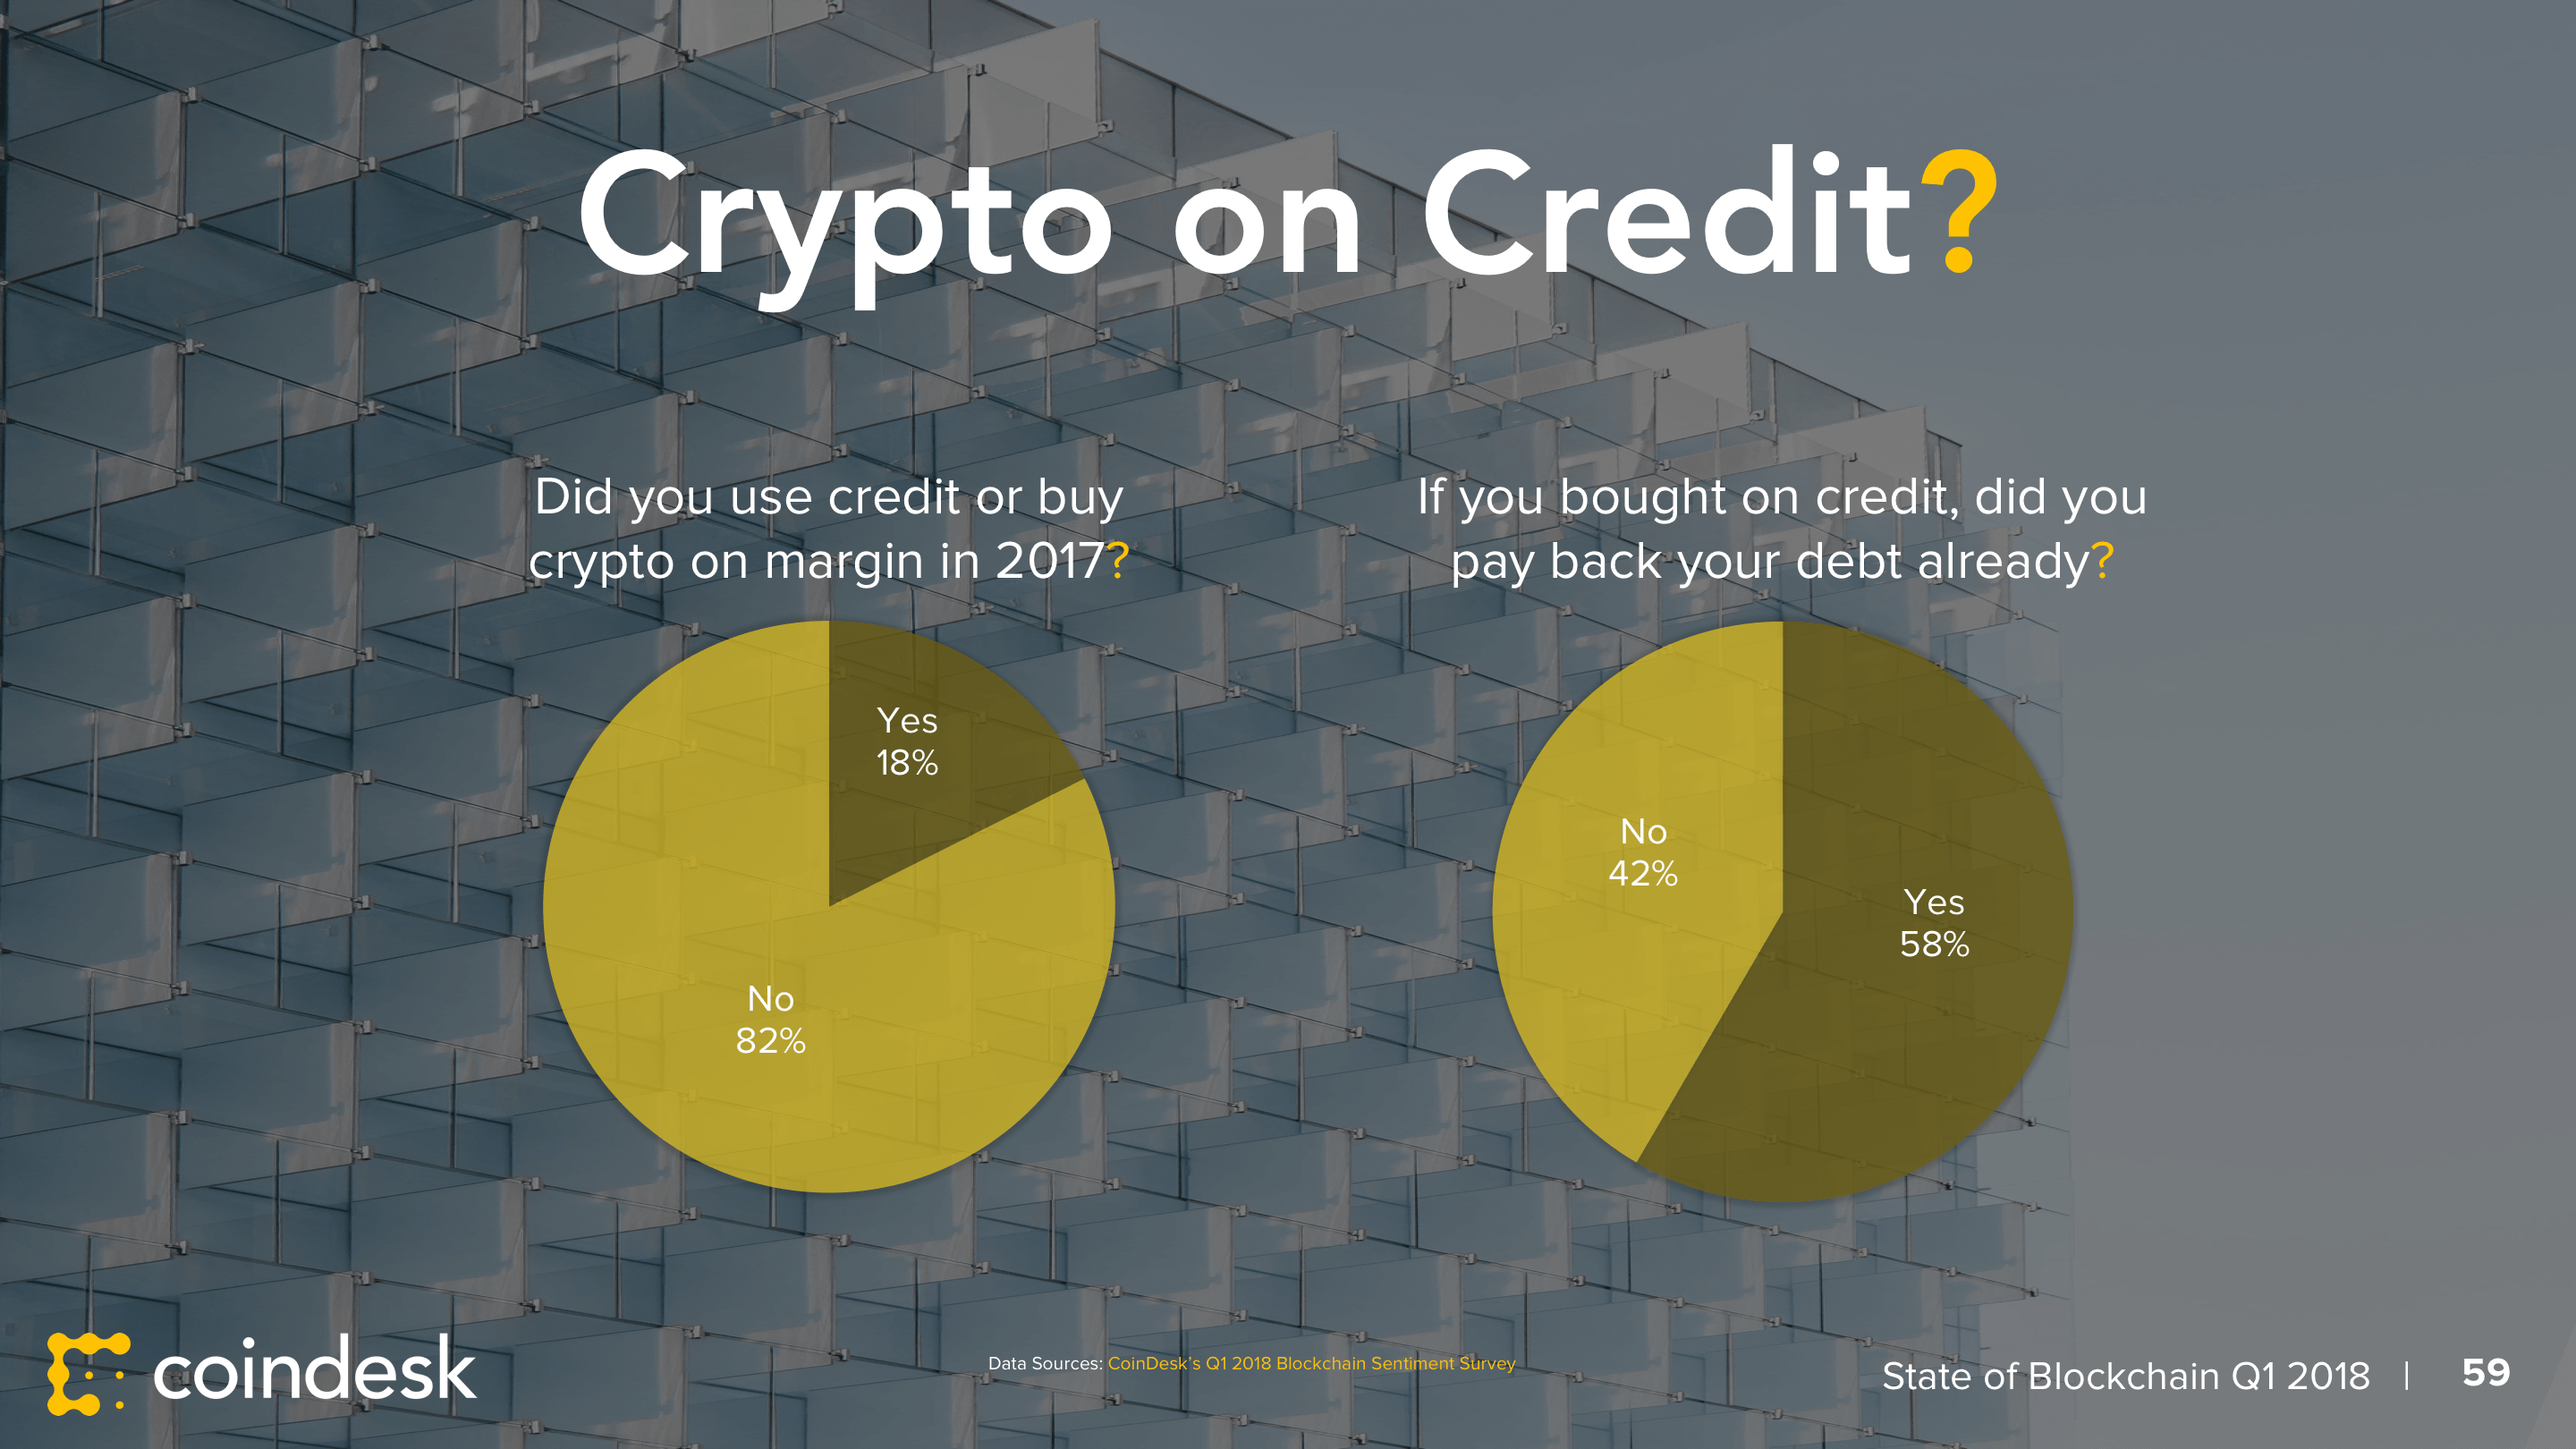 Crypto on Credit?
Did you use credit or buy
crypto on margin in 2017?
Yes
18%
No
82%
If you bought on credit, did you
pay back your debt already?
No
42%
Yes
58%
coindesk
Data Sources: CoinDesk's Q1 2018 Blockchain Sentiment Survey
State of Blockchain Q1 2018 | 59